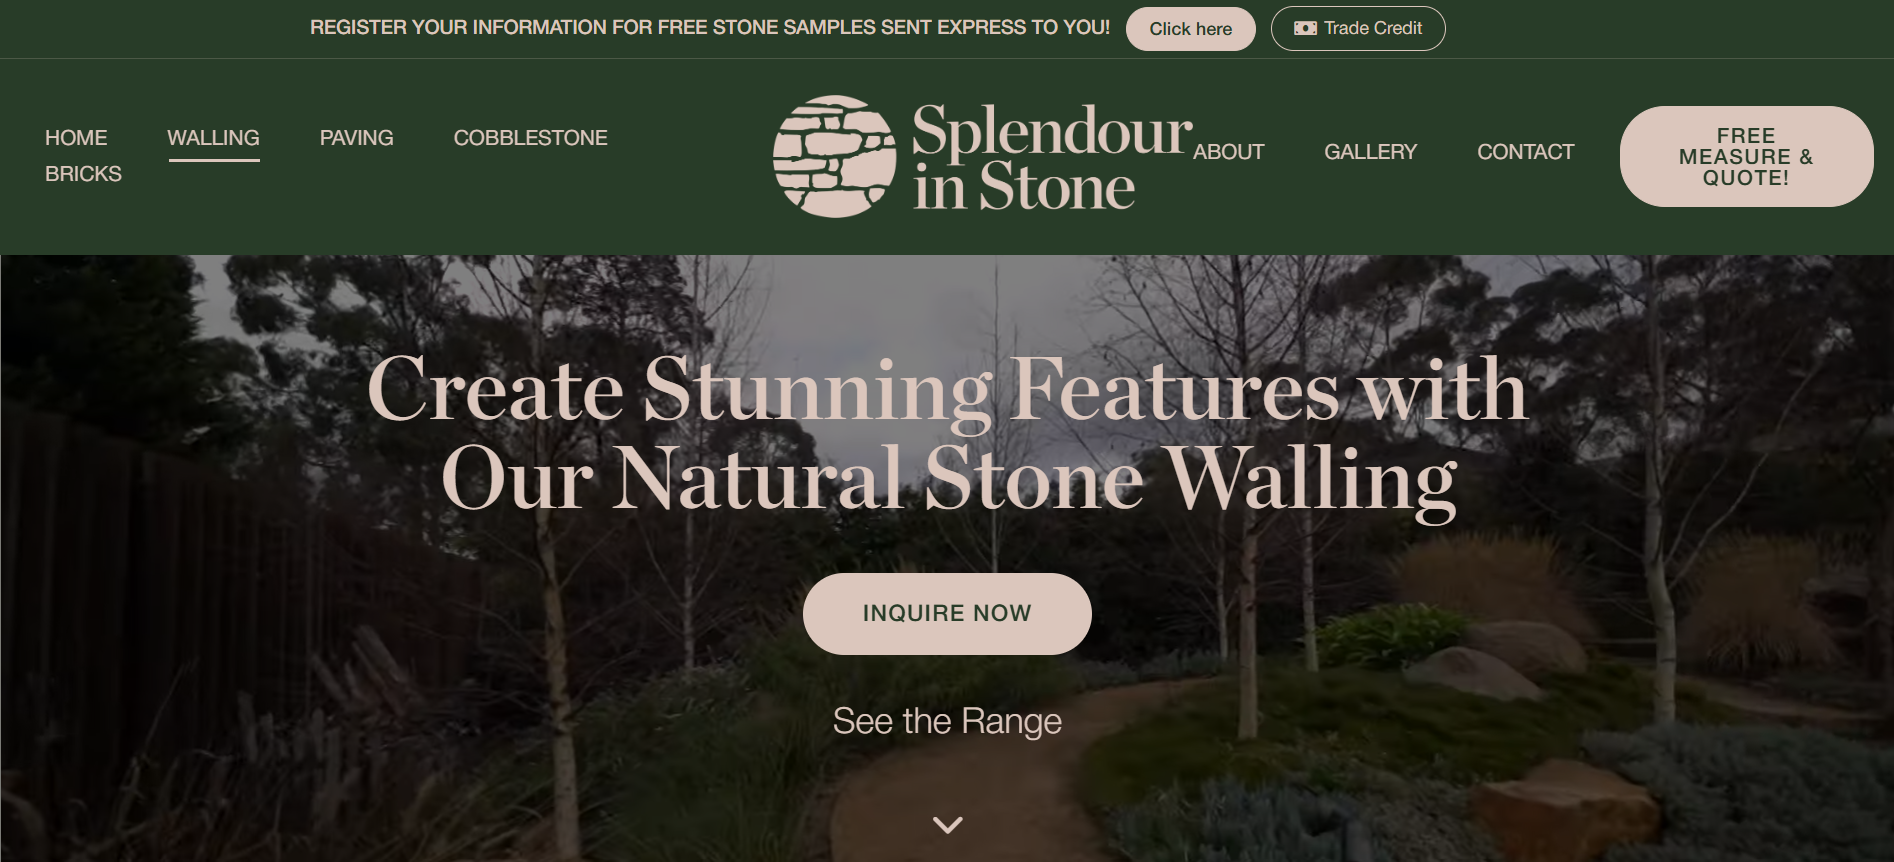 REGISTER YOUR INFORMATION FOR FREE STONE SAMPLES SENT EXPRESS TO YOU! Click here Trade Credit
HOME WALLING PAVING COBBLESTONE
BRICKS
Splendour
in Stone
ABOUT GALLERY CONTACT
FREE
MEASURE &
QUOTE!
Create Stunning Features with
Our Natural Stone Walling
INQUIRE NOW
See the Range